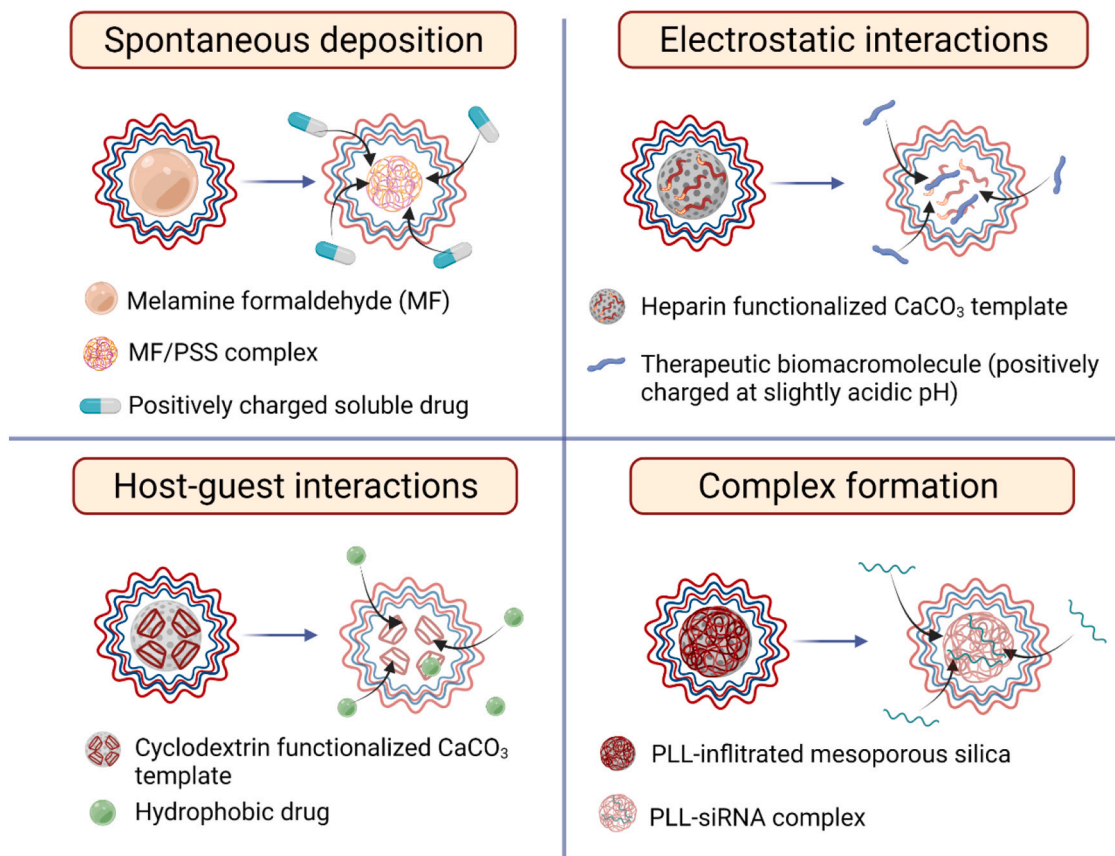 Spontaneous deposition
Melamine formaldehyde (MF)
MF/PSS complex
Positively charged soluble drug
Electrostatic interactions
Heparin functionalized CaCO₃ template
Therapeutic biomacromolecule (positively
charged at slightly acidic pH)
Host-guest interactions
Cyclodextrin functionalized CaCO₃
template
Hydrophobic drug
Complex formation
PLL-inflitrated mesoporous silica
PLL-siRNA complex